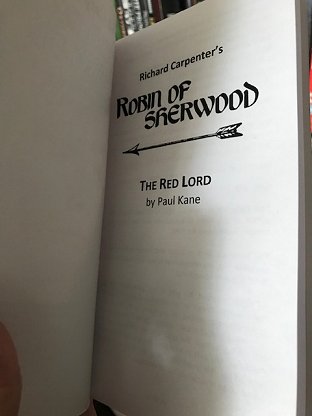 Richard Carpenter's
ROBIN OF
SHERWOOD
THE RED LORD
by Paul Kane